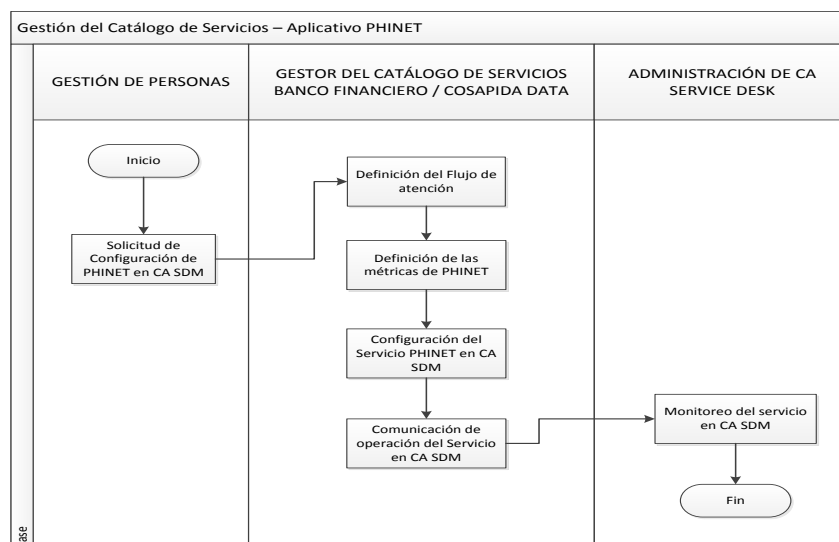 Gestión del Catálogo de Servicios – Aplicativo PHINET
GESTIÓN DE PERSONAS
GESTOR DEL CATÁLOGO DE SERVICIOS
BANCO FINANCIERO / COSAPIDA DATA
ADMINISTRACIÓN DE CA
SERVICE DESK
Inicio
Solicitud de
Configuración de
PHINET en CA SDM
Definición del Flujo de
atención
Definición de las
métricas de PHINET
Configuración del
Servicio PHINET en CA
SDM
Comunicación de
operación del Servicio
en CA SDM
Monitoreo del servicio
en CA SDM
Fin
ase